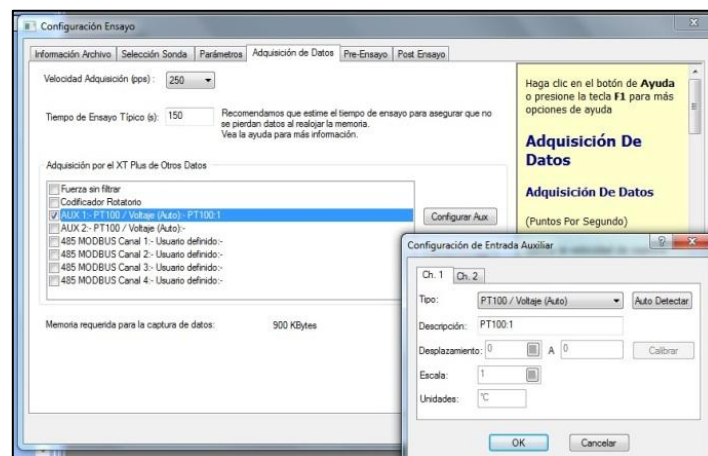 Configuración Ensayo
Información Archivo Selección Sonda Parámetros Adquisición de Datos Pre-Ensayo Post Ensayo
Velocidad Adquisición (pps) : 250
Tiempo de Ensayo Típico (s): 150
Recomendamos que estime el tiempo de ensayo para asegurar que no
se pierdan datos al realojar la memoria.
Vea la ayuda para más información.
Adquisición por el XT Plus de Otros Datos
Fuerza sin filtrar
Codificador Rotatorio
AUX 1:- PT100 / Voltaje (Auto):- PT100:1
AUX 2:- PT100 / Voltaje (Auto):-
485 MODBUS Canal 1:- Usuario definido:-
485 MODBUS Canal 2:- Usuario definido:-
485 MODBUS Canal 3:- Usuario definido:-
485 MODBUS Canal 4:- Usuario definido:-
Configurar Aux
Memoria requerida para la captura de datos: 900 KBytes
Haga clic en el botón de Ayuda
o presione la tecla F1 para más
opciones de ayuda
Adquisición De
Datos
Adquisición De Datos
(Puntos Por Segundo)
Configuración de Entrada Auxiliar
Ch. 1 Ch. 2
Tipo: PT100 / Voltaje (Auto) Auto Detectar
Descripción: PT100:1
Desplazamiento: 0 A 0 Calibrar
Escala: 1
Unidades: °C
OK Cancelar